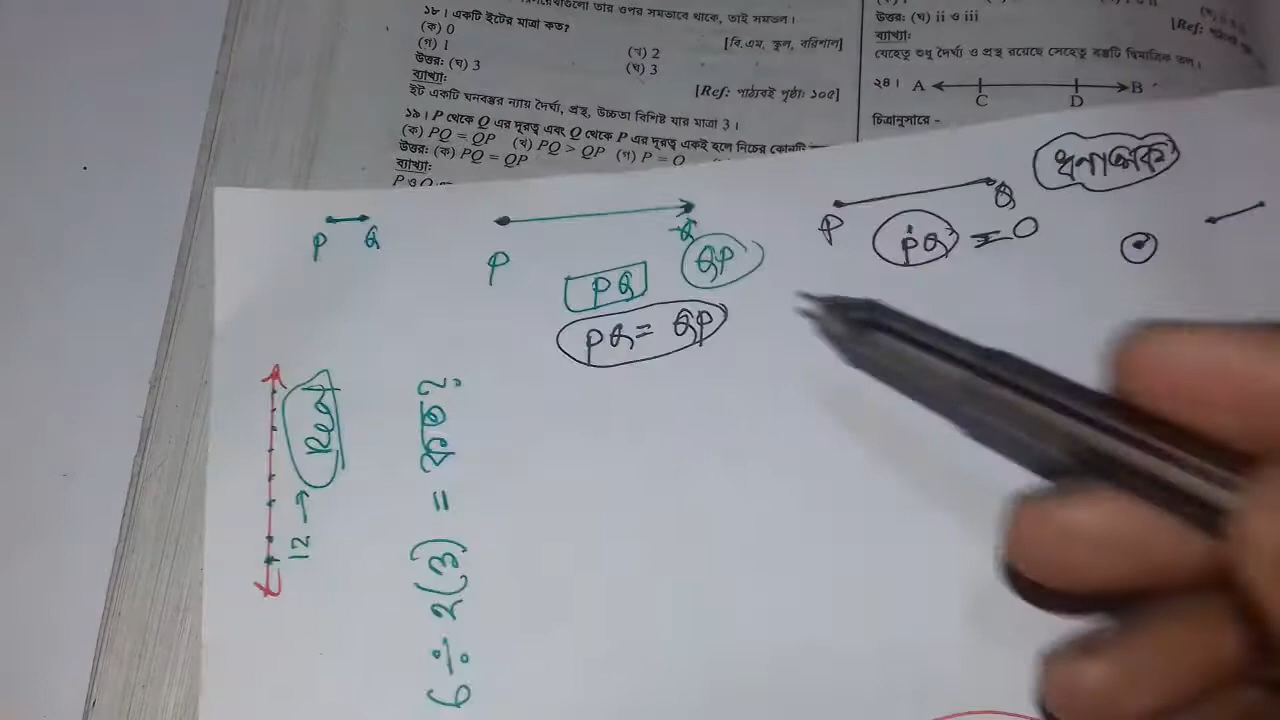 ১৮। একটি ইটের মাত্রা কত?
(ক) 0
(খ) 2
[বি.এম. স্কুল, বরিশাল]
(গ) 1
(ঘ) 3
উত্তর: (ঘ) 3
ব্যাখ্যা:
[Ref: পাঠ্যবই পৃষ্ঠা: ১০৫]
ইট একটি ঘনবস্তুর ন্যায় দৈর্ঘ্য, প্রস্থ, উচ্চতা বিশিষ্ট যার মাত্রা 3।
১৯। P থেকে Q এর দূরত্ব এবং Q থেকে P এর দূরত্ব একই হলে নিচের কোনটি
(ক) PQ = QP (খ) PQ > QP (গ) P = Q
উত্তর: (ক) PQ = QP
ব্যাখ্যা:
P ও Q
উত্তর: (ঘ) ii ও iii
[Ref:
ব্যাখ্যা:
যেহেতু শুধু দৈর্ঘ্য ও প্রস্থ রয়েছে সেহেতু বস্তুটি দ্বিমাত্রিক তল।
২৪। A B
C D
চিত্রানুসারে -
P Q
P Q
PQ QP
PQ = QP
P Q
PQ = 0
ধনাত্মক
12 → Real
6 ÷ 2(3) = কত?